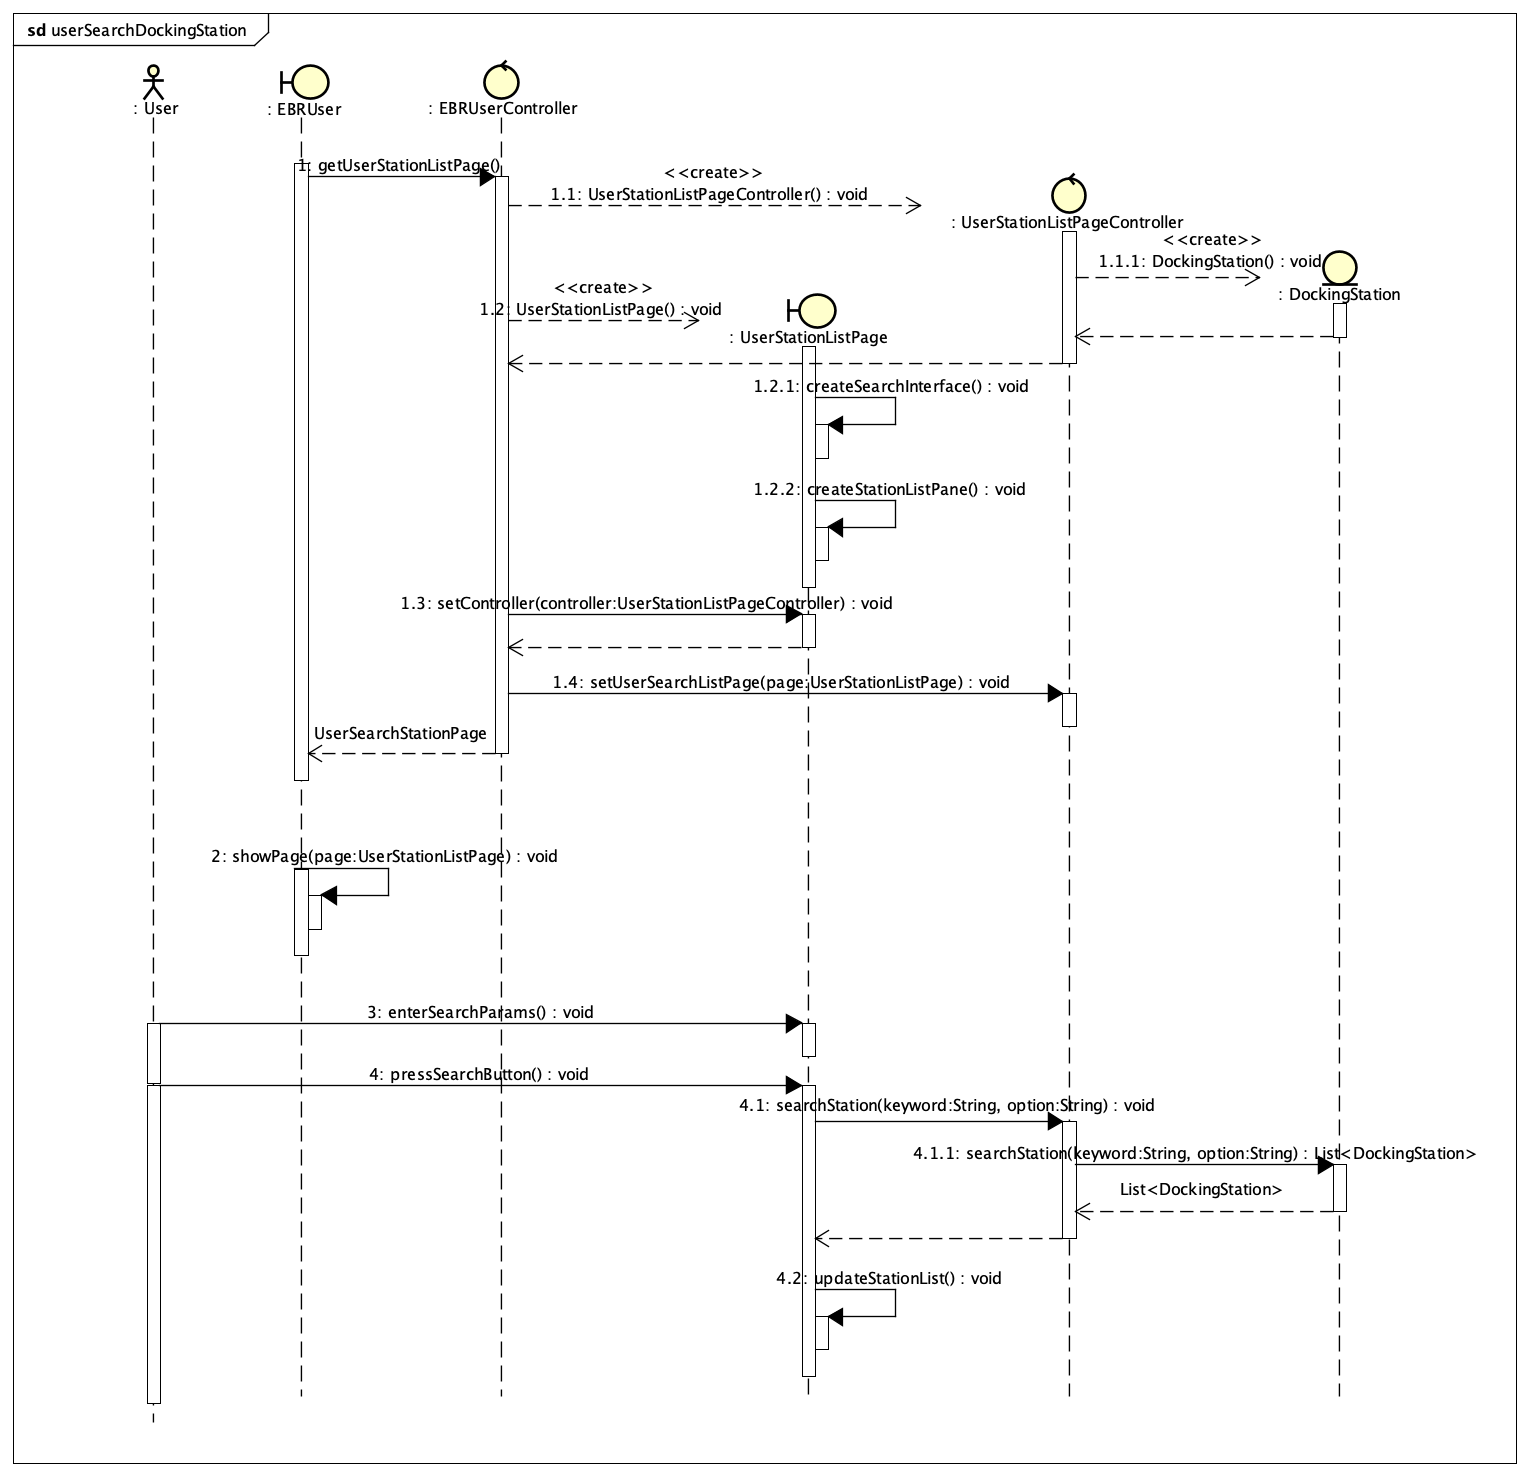 sd userSearchDockingStation
: User
: EBRUser
: EBRUserController
1: getUserStationListPage()
<<create>>
1.1: UserStationListPageController() : void
: UserStationListPageController
<<create>>
1.1.1: DockingStation() : void
: DockingStation
<<create>>
1.2: UserStationListPage() : void
: UserStationListPage
1.2.1: createSearchInterface() : void
1.2.2: createStationListPane() : void
1.3: setController(controller:UserStationListPageController) : void
1.4: setUserSearchListPage(page:UserStationListPage) : void
UserSearchStationPage
2: showPage(page:UserStationListPage) : void
3: enterSearchParams() : void
4: pressSearchButton() : void
4.1: searchStation(keyword:String, option:String) : void
4.1.1: searchStation(keyword:String, option:String) : List<DockingStation>
List<DockingStation>
4.2: updateStationList() : void